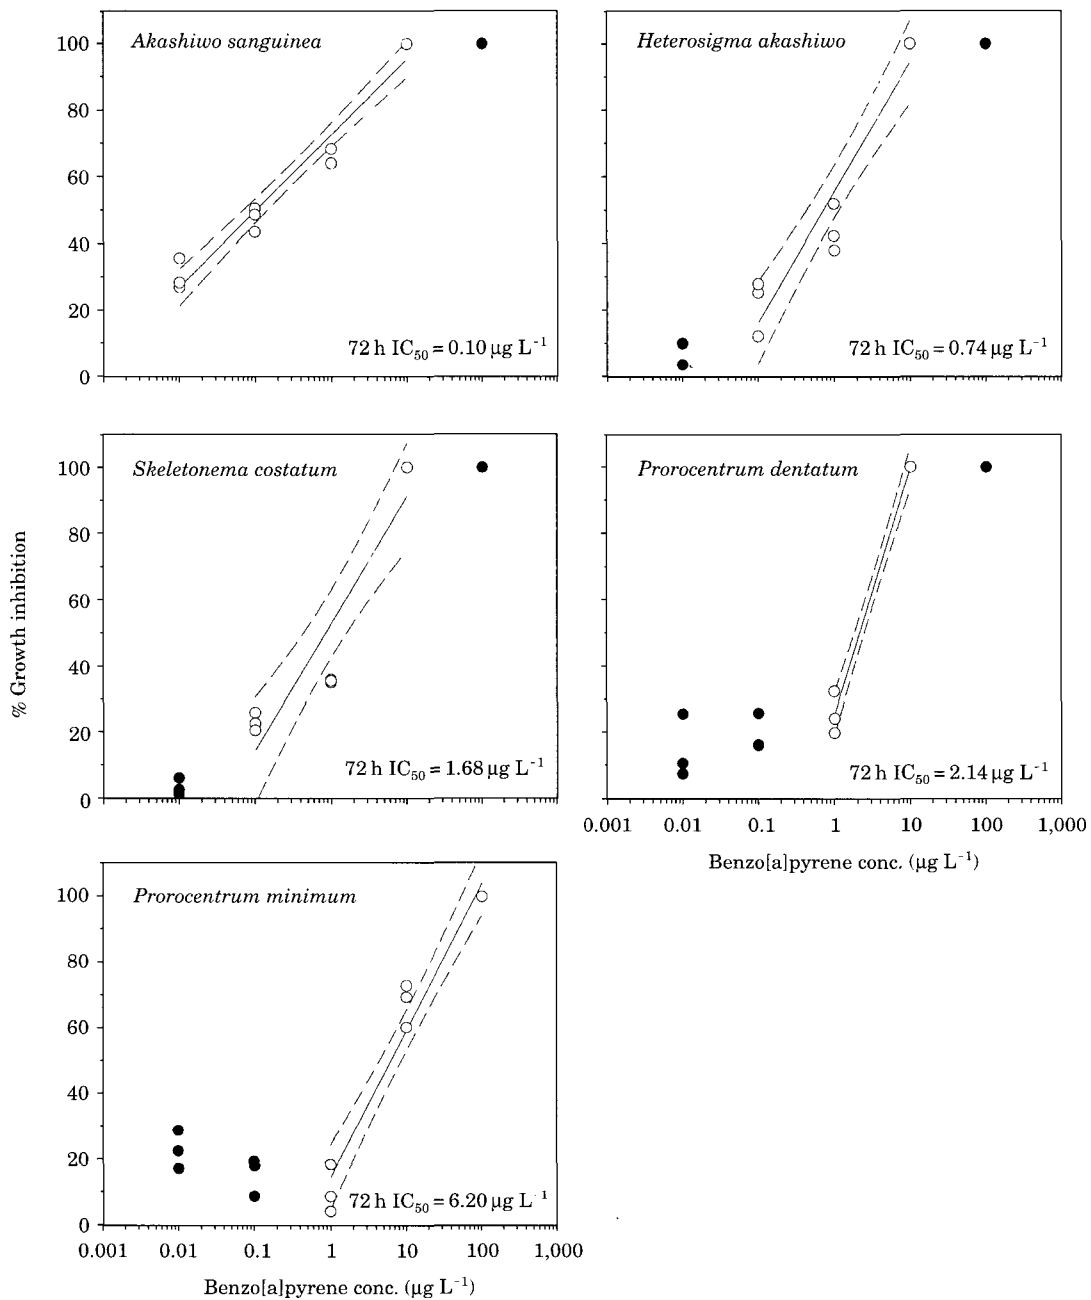 100
80
60
40
20
0
Akashiwo sanguinea
72 h IC50 = 0.10 µg L−1
Heterosigma akashiwo
72 h IC50 = 0.74 µg L−1
% Growth inhibition
100
80
60
40
20
0
Skeletonema costatum
72 h IC50 = 1.68 µg L−1
Prorocentrum dentatum
72 h IC50 = 2.14 µg L−1
0.001 0.01 0.1 1 10 100 1,000
Benzo[a]pyrene conc. (µg L−1)
100
80
60
40
20
0
Prorocentrum minimum
72 h IC50 = 6.20 µg L−1
0.001 0.01 0.1 1 10 100 1,000
Benzo[a]pyrene conc. (µg L−1)